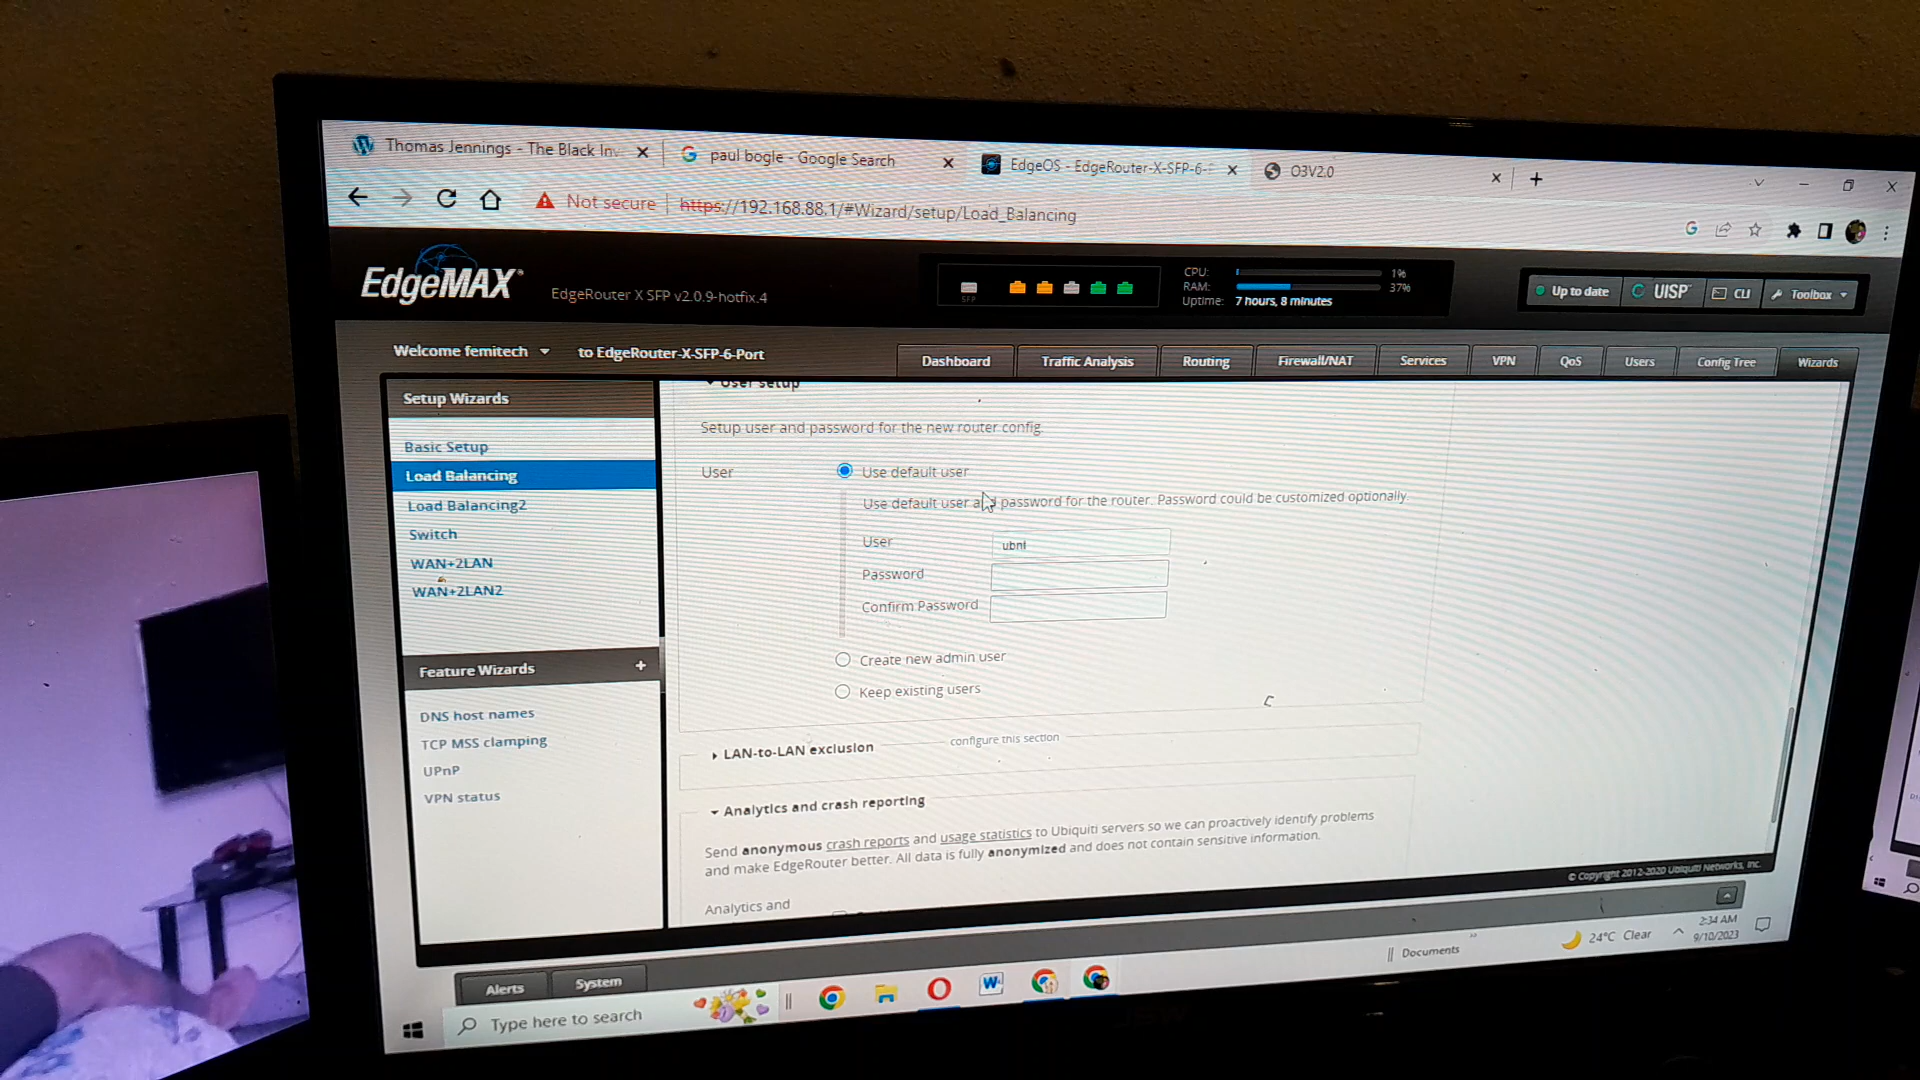 Thomas Jennings - The Black Inv
paul bogle - Google Search
EdgeOS - EdgeRouter-X-SFP-6-
O3V2.0
Not secure
https://192.168.88.1/#Wizard/setup/Load_Balancing
EdgeMAX
EdgeRouter X SFP v2.0.9-hotfix.4
SFP
CPU: 1%
RAM: 37%
Uptime: 7 hours, 8 minutes
Up to date
UISP
CLI
Toolbox
Welcome femitech
to EdgeRouter-X-SFP-6-Port
Dashboard
Traffic Analysis
Routing
Firewall/NAT
Services
VPN
QoS
Users
Config Tree
Wizards
Setup Wizards
Basic Setup
Load Balancing
Load Balancing2
Switch
WAN+2LAN
WAN+2LAN2
Feature Wizards +
DNS host names
TCP MSS clamping
UPnP
VPN status
User setup
Setup user and password for the new router config.
User
Use default user
Use default user and password for the router. Password could be customized optionally.
User ubnt
Password
Confirm Password
Create new admin user
Keep existing users
LAN-to-LAN exclusion
configure this section
Analytics and crash reporting
Send anonymous crash reports and usage statistics to Ubiquiti servers so we can proactively identify problems
and make EdgeRouter better. All data is fully anonymized and does not contain sensitive information.
Analytics and
© Copyright 2012-2020 Ubiquiti Networks, Inc.
Alerts
System
Type here to search
Documents
24°C Clear
2:34 AM
9/10/2023